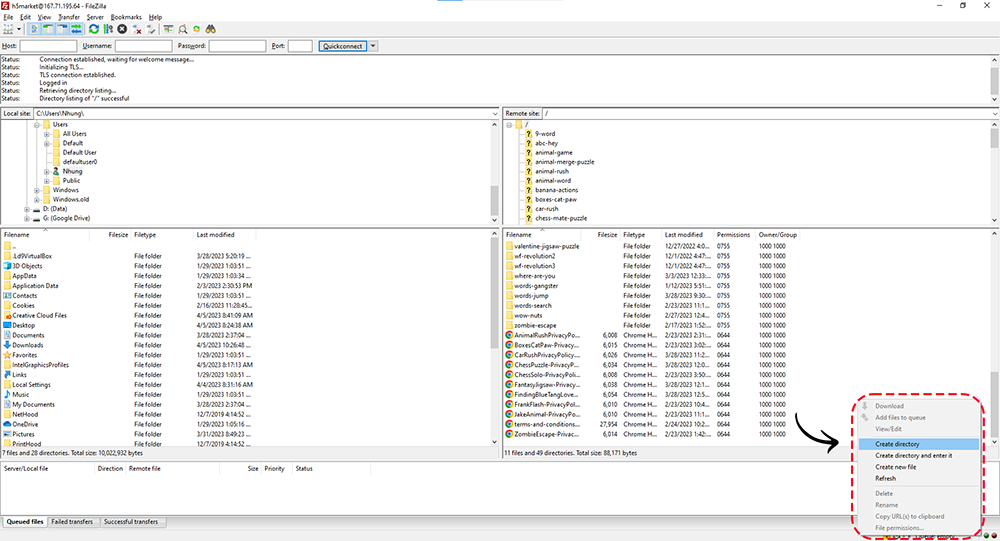 h5market@167.71.195.64 - FileZilla
File Edit View Transfer Server Bookmarks Help
Host: Username: Password: Port: Quickconnect
Status: Connection established, waiting for welcome message...
Status: Initializing TLS...
Status: TLS connection established.
Status: Logged in
Status: Retrieving directory listing...
Status: Directory listing of "/" successful
Local site: C:\Users\Nhung\
Users
All Users
Default
Default User
defaultuser0
Nhung
Public
Windows
Windows.old
D: (Data)
G: (Google Drive)
Remote site: /
/
9-word
abc-hey
animal-game
animal-merge-puzzle
animal-rush
animal-word
banana-actions
boxes-cat-paw
car-rush
chess-mate-puzzle
Filename Filesize Filetype Last modified
..
.Ld9VirtualBox File folder 3/28/2023 5:20:19 ...
3D Objects File folder 1/29/2023 1:03:51 ...
AppData File folder 1/29/2023 1:03:34 ...
Application Data File folder 2/3/2023 2:30:53 PM
Contacts File folder 1/29/2023 1:03:51 ...
Cookies File folder 2/16/2023 11:28:45...
Creative Cloud Files File folder 4/5/2023 8:41:09 AM
Desktop File folder 4/5/2023 8:24:38 AM
Documents File folder 3/28/2023 2:37:04 ...
Downloads File folder 4/5/2023 10:26:48 ...
Favorites File folder 1/29/2023 1:03:51 ...
IntelGraphicsProfiles File folder 4/5/2023 8:17:13 AM
Links File folder 1/29/2023 1:03:51 ...
Local Settings File folder 4/4/2023 8:31:16 AM
Music File folder 1/29/2023 1:03:51 ...
My Documents File folder 3/28/2023 2:37:04 ...
NetHood File folder 12/7/2019 4:14:52 ...
OneDrive File folder 1/29/2023 1:05:16 ...
Pictures File folder 3/31/2023 8:49:23 ...
PrintHood File folder 12/7/2019 4:14:52 ...
7 files and 28 directories. Total size: 10,022,932 bytes
Filename Filesize Filetype Last modified Permissions Owner/Group
valentine-jigsaw-puzzle File folder 12/27/2022 4:0... 0755 1000 1000
wf-revolution2 File folder 12/1/2022 4:47... 0755 1000 1000
wf-revolution3 File folder 12/1/2022 4:47... 0755 1000 1000
where-are-you File folder 3/3/2023 12:33:... 0755 1000 1000
words-gangster File folder 1/12/2023 5:51:... 0755 1000 1000
words-jump File folder 3/28/2023 9:30... 0755 1000 1000
words-search File folder 2/23/2023 11:1... 0755 1000 1000
wow-nuts File folder 2/27/2023 12:4... 0755 1000 1000
zombie-escape File folder 2/17/2023 1:52... 0755 1000 1000
AnimalRushPrivacyPo... 6,008 Chrome H... 2/23/2023 11:1... 0644 1000 1000
BoxesCatPaw-Privacy... 6,015 Chrome H... 2/23/2023 3:02... 0644 1000 1000
CarRushPrivacyPolicy... 6,026 Chrome H... 3/28/2023 11:2... 0644 1000 1000
ChessPuzzle-PrivacyP... 6,034 Chrome H... 3/28/2023 12:0... 0644 1000 1000
ChessSolo-PrivacyPol... 6,008 Chrome H... 2/23/2023 3:50... 0644 1000 1000
FantasyJigsaw-Privac... 6,038 Chrome H... 3/28/2023 12:1... 0644 1000 1000
FindingBlueTangLove... 6,054 Chrome H... 3/28/2023 12:5... 0644 1000 1000
FrankFlash-PrivacyPo... 6,010 Chrome H... 2/23/2023 10:4... 0644 1000 1000
JakeAnimal-PrivacyPo... 6,010 Chrome H... 2/23/2023 11:1... 0644 1000 1000
terms-and-conditions... 27,954 Chrome H... 2/24/2023 10:2... 0644 1000 1000
ZombieEscape-Privac... 6,014 Chrome H... 2/23/2023 1:42:... 0644 1000 1000
11 files and 49 directories. Total size: 88,171 bytes
Download
Add files to queue
View/Edit
Create directory
Create directory and enter it
Create new file
Refresh
Delete
Rename
Copy URL(s) to clipboard
File permissions...
Server/Local file Direction Remote file Size Priority Status
Queued files Failed transfers Successful transfers